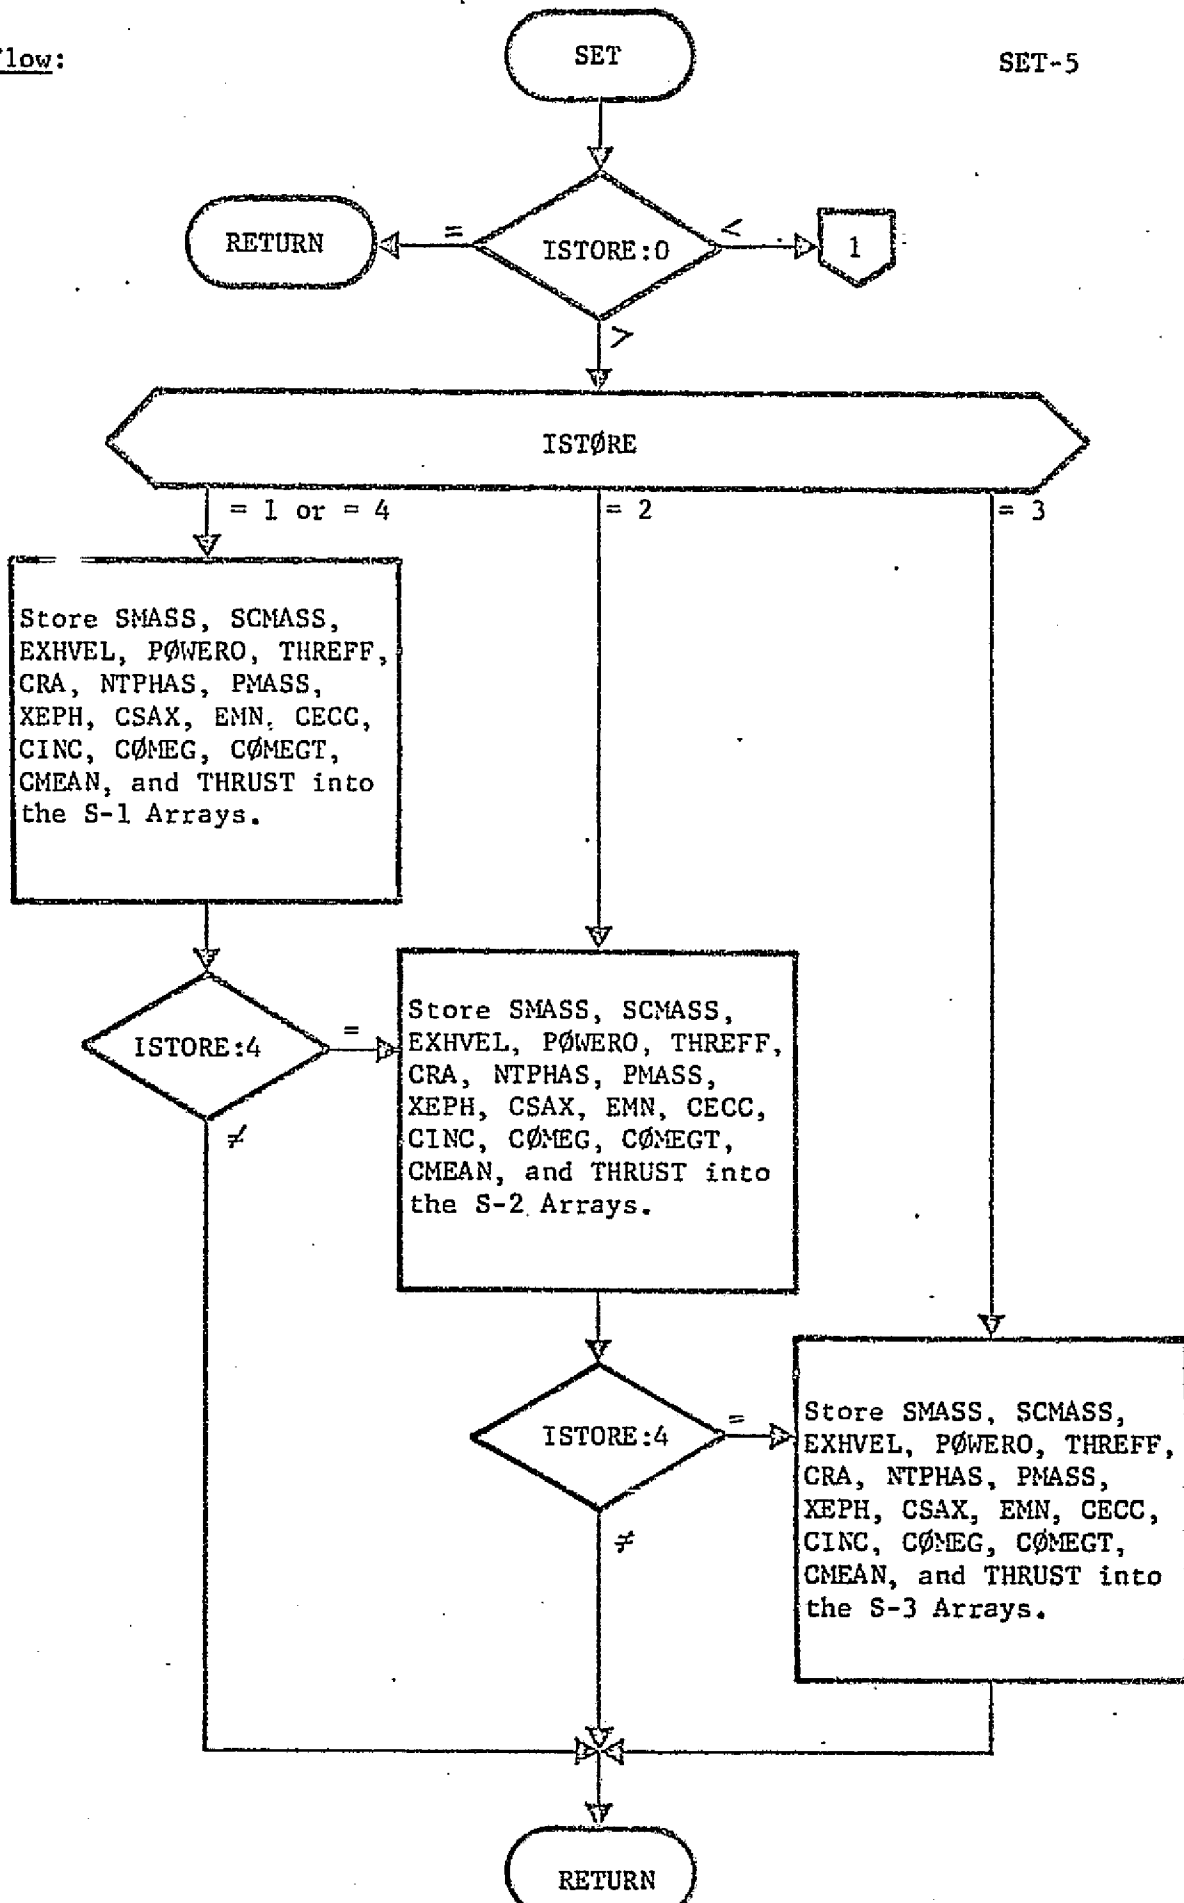 low:
SET
SET-5
RETURN
=
ISTORE:0
<
1
>
ISTØRE
= 1 or = 4
= 2
= 3
Store SMASS, SCMASS,
EXHVEL, PØWERO, THREFF,
CRA, NTPHAS, PMASS,
XEPH, CSAX, EMN, CECC,
CINC, CØMEG, CØMEGT,
CMEAN, and THRUST into
the S-1 Arrays.
ISTORE:4
=
≠
Store SMASS, SCMASS,
EXHVEL, PØWERO, THREFF,
CRA, NTPHAS, PMASS,
XEPH, CSAX, EMN, CECC,
CINC, CØMEG, CØMEGT,
CMEAN, and THRUST into
the S-2 Arrays.
ISTORE:4
=
≠
Store SMASS, SCMASS,
EXHVEL, PØWERO, THREFF,
CRA, NTPHAS, PMASS,
XEPH, CSAX, EMN, CECC,
CINC, CØMEG, CØMEGT,
CMEAN, and THRUST into
the S-3 Arrays.
RETURN